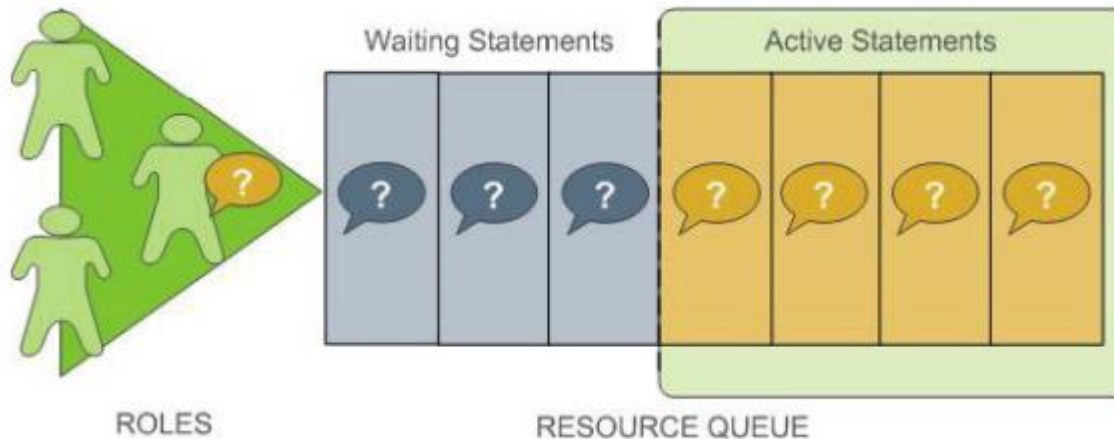 Waiting Statements
Active Statements
?
?
?
?
?
?
?
?
ROLES
RESOURCE QUEUE